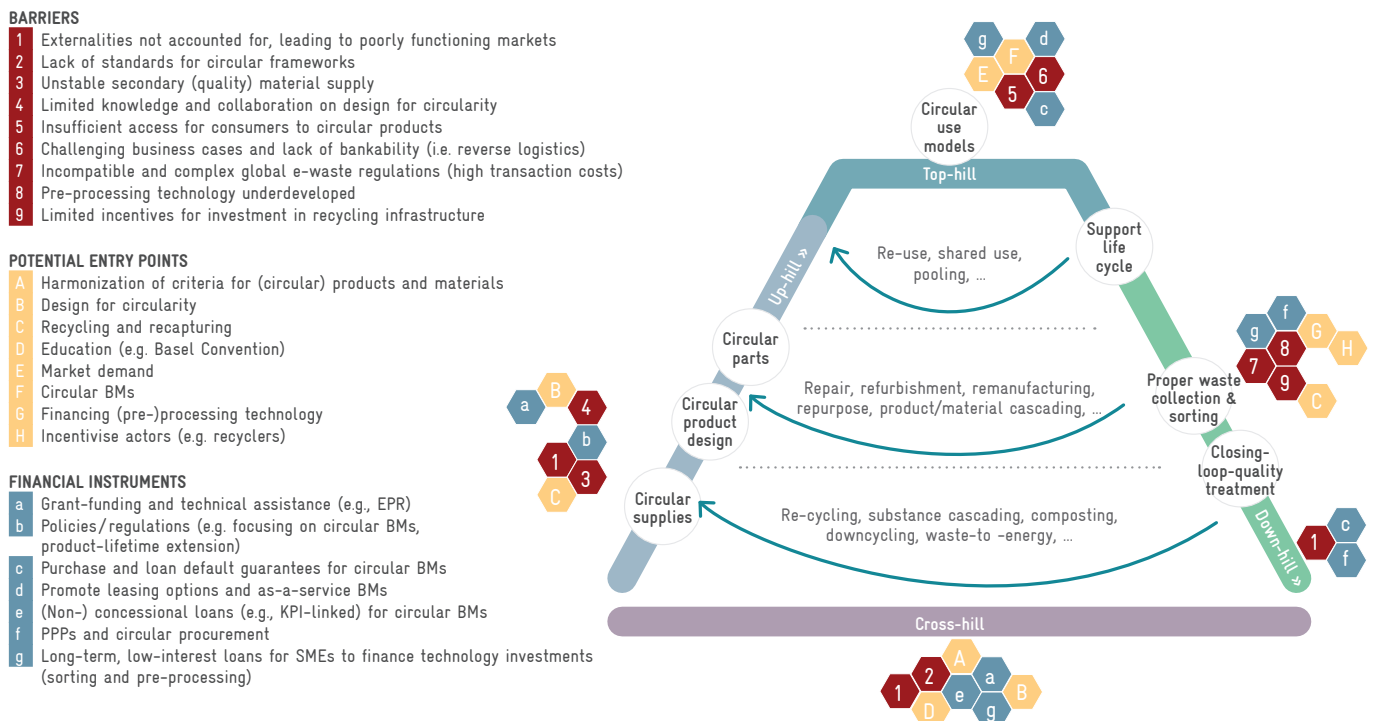 BARRIERS
1 Externalities not accounted for, leading to poorly functioning markets
2 Lack of standards for circular frameworks
3 Unstable secondary (quality) material supply
4 Limited knowledge and collaboration on design for circularity
5 Insufficient access for consumers to circular products
6 Challenging business cases and lack of bankability (i.e. reverse logistics)
7 Incompatible and complex global e-waste regulations (high transaction costs)
8 Pre-processing technology underdeveloped
9 Limited incentives for investment in recycling infrastructure
POTENTIAL ENTRY POINTS
A Harmonization of criteria for (circular) products and materials
B Design for circularity
C Recycling and recapturing
D Education (e.g. Basel Convention)
E Market demand
F Circular BMs
G Financing (pre-)processing technology
H Incentivise actors (e.g. recyclers)
FINANCIAL INSTRUMENTS
a Grant-funding and technical assistance (e.g., EPR)
b Policies/regulations (e.g. focusing on circular BMs,
product-lifetime extension)
c Purchase and loan default guarantees for circular BMs
d Promote leasing options and as-a-service BMs
e (Non-) concessional loans (e.g., KPI-linked) for circular BMs
f PPPs and circular procurement
g Long-term, low-interest loans for SMEs to finance technology investments
(sorting and pre-processing)
g
d
F
E
6
5
c
Circular
use
models
Top-hill
Up-hill »
Support
life
cycle
Re-use, shared use,
pooling, ...
Circular
parts
f
g
G
8
H
7
9
C
Proper waste
collection &
sorting
Repair, refurbishment, remanufacturing,
repurpose, product/material cascading, ...
Circular
product
design
B
a
4
b
1
3
C
Closing-
loop-quality
treatment
Circular
supplies
Re-cycling, substance cascading, composting,
downcycling, waste-to -energy, ...
Down-hill »
c
1
f
Cross-hill
A
2
a
1
e
B
D
g